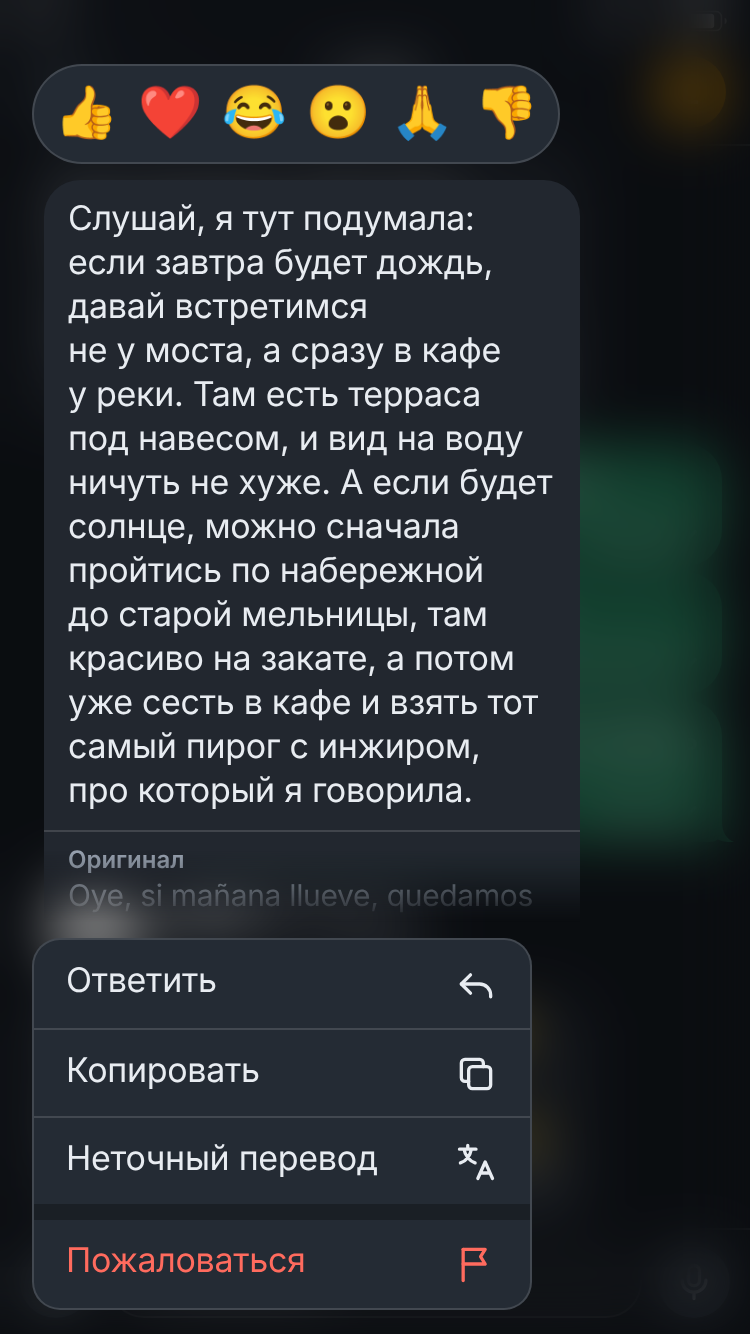 Слушай, я тут подумала:
если завтра будет дождь,
давай встретимся
не у моста, а сразу в кафе
у реки. Там есть терраса
под навесом, и вид на воду
ничуть не хуже. А если будет
солнце, можно сначала
пройтись по набережной
до старой мельницы, там
красиво на закате, а потом
уже сесть в кафе и взять тот
самый пирог с инжиром,
про который я говорила.
Оригинал
Oye, si mañana llueve, quedamos
Ответить
Копировать
Неточный перевод
Пожаловаться